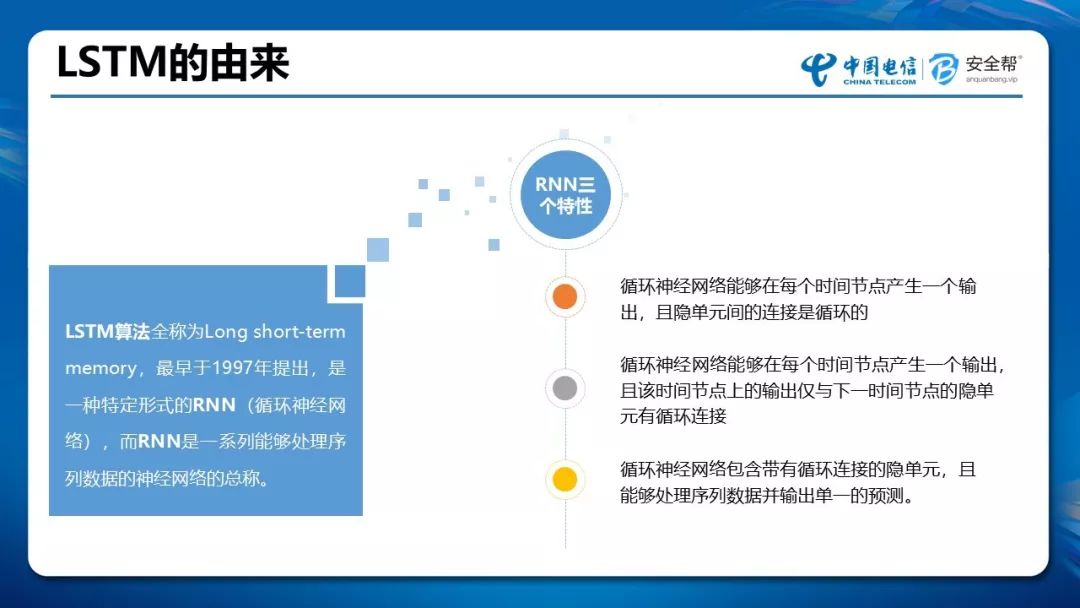 LSTM的由来
中国电信
CHINA TELECOM
安全帮®
anquanbang.vip
RNN三
个特性
LSTM算法全称为Long short-term
memory，最早于1997年提出，是
一种特定形式的RNN（循环神经网
络），而RNN是一系列能够处理序
列数据的神经网络的总称。
循环神经网络能够在每个时间节点产生一个输
出，且隐单元间的连接是循环的
循环神经网络能够在每个时间节点产生一个输出，
且该时间节点上的输出仅与下一时间节点的隐单
元有循环连接
循环神经网络包含带有循环连接的隐单元，且
能够处理序列数据并输出单一的预测。